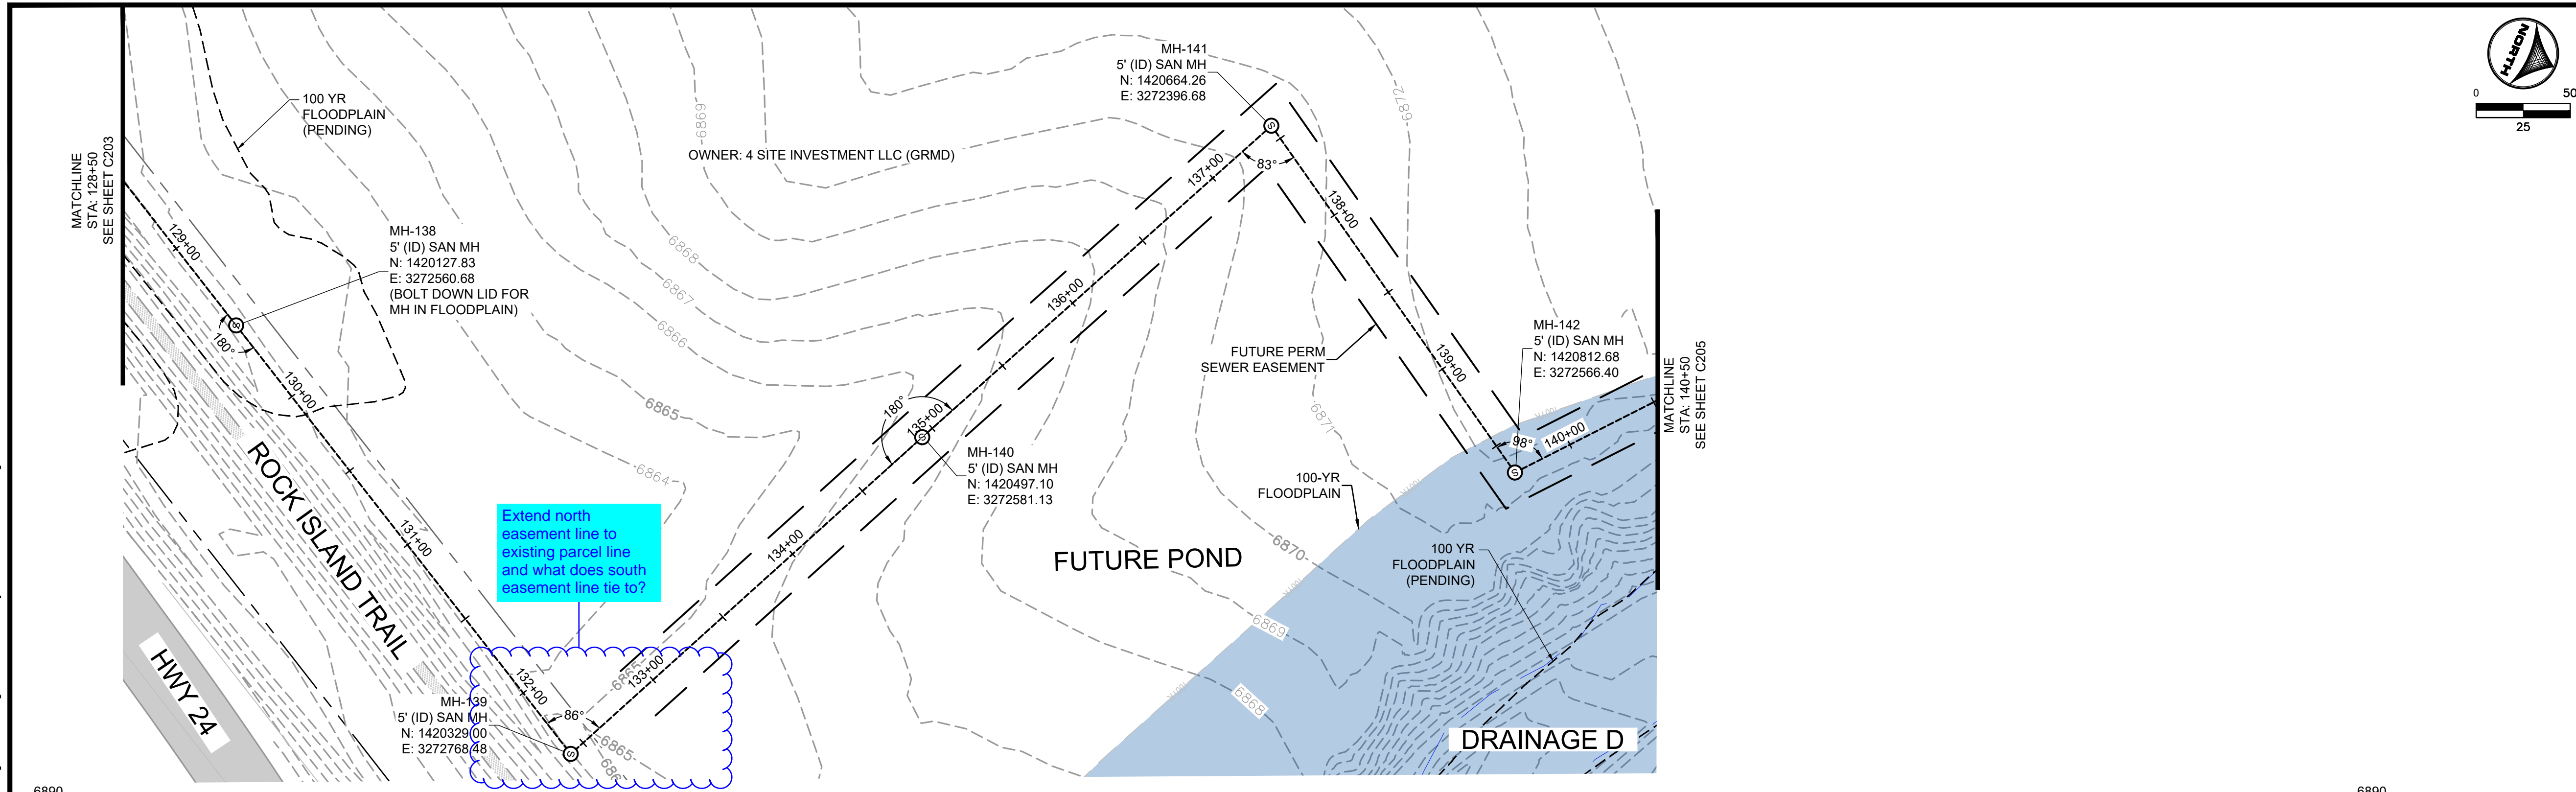 NORTH
0 50
25
MATCHLINE
STA: 128+50
SEE SHEET C203
100 YR
FLOODPLAIN
(PENDING)
129+00
MH-138
5' (ID) SAN MH
N: 1420127.83
E: 3272560.68
(BOLT DOWN LID FOR
MH IN FLOODPLAIN)
S
180°
130+00
ROCK ISLAND TRAIL
HWY 24
131+00
132+00
OWNER: 4 SITE INVESTMENT LLC (GRMD)
6869
6868
6867
6866
6865
6864
Extend north
easement line to
existing parcel line
and what does south
easement line tie to?
MH-139
5' (ID) SAN MH
N: 1420329.00
E: 3272768.48
S
86°
6865
6865
133+00
134+00
180°
135+00
S
MH-140
5' (ID) SAN MH
N: 1420497.10
E: 3272581.13
136+00
137+00
MH-141
5' (ID) SAN MH
N: 1420664.26
E: 3272396.68
S
83°
6872
138+00
FUTURE PERM
SEWER EASEMENT
139+00
MH-142
5' (ID) SAN MH
N: 1420812.68
E: 3272566.40
S
98°
140+00
MATCHLINE
STA: 140+50
SEE SHEET C205
6871
100-YR
FLOODPLAIN
FUTURE POND
6870
6869
6868
100 YR
FLOODPLAIN
(PENDING)
DRAINAGE D
6890
6890